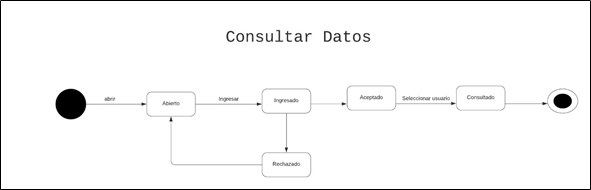 Consultar Datos
abrir
Abierto
Ingresar
Ingresado
Aceptado
Seleccionar usuario
Consultado
Rechazado